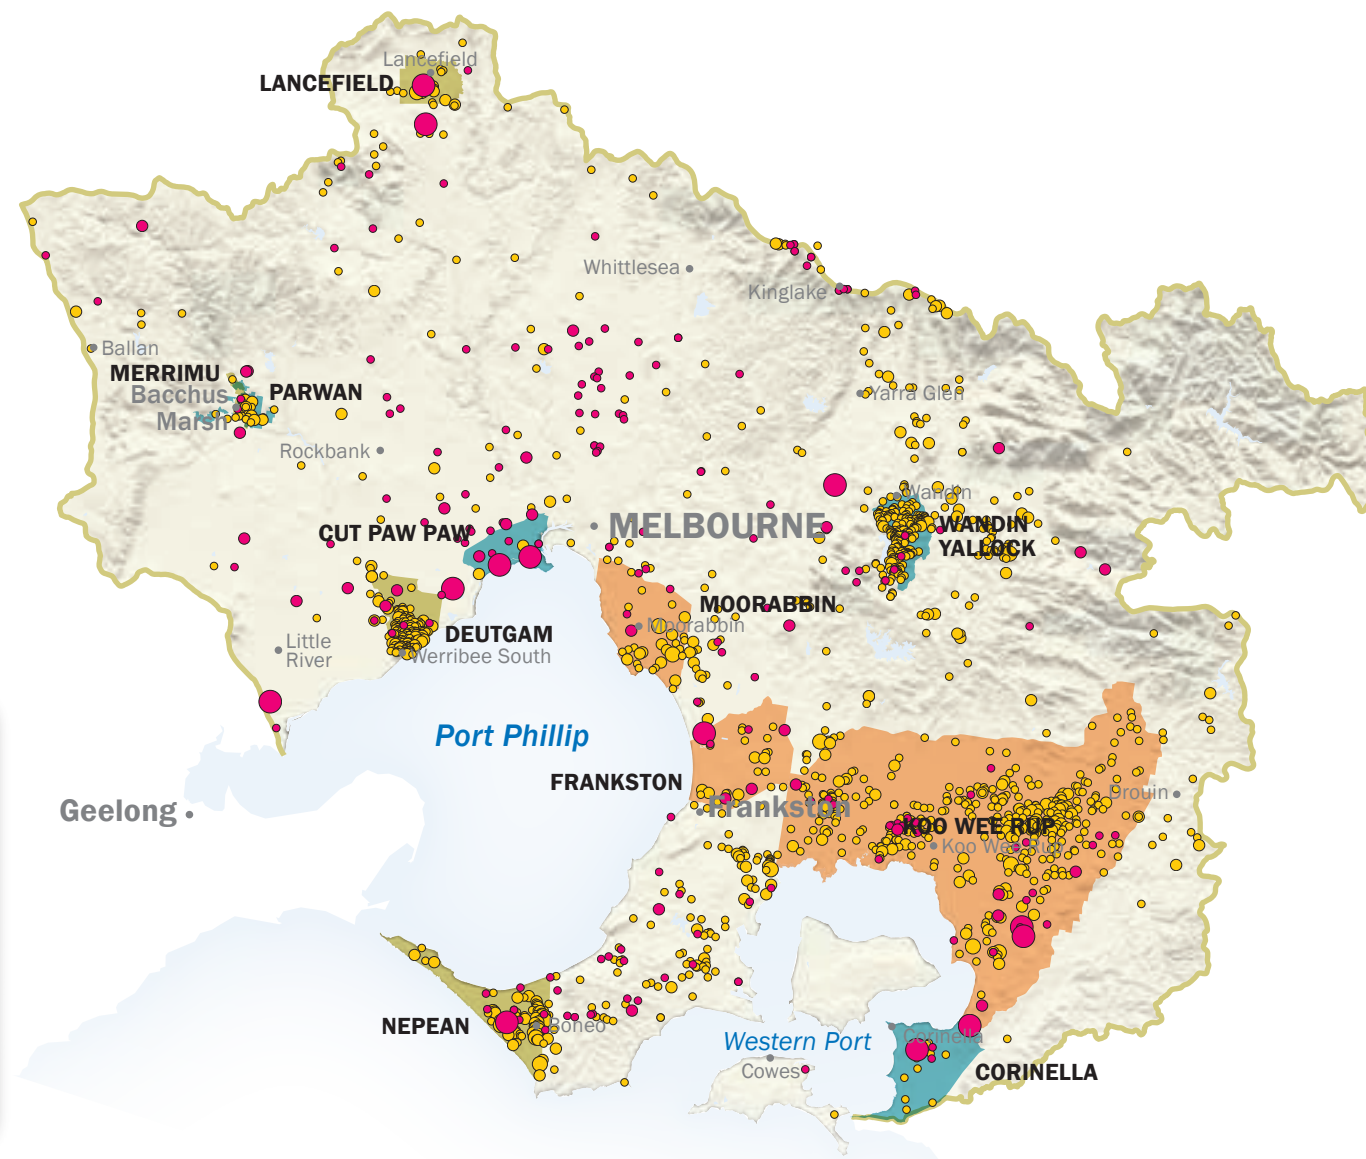 Lancefield
LANCEFIELD
Whittlesea
Kinglake
Ballan
MERRIMU
Bacchus
Marsh
PARWAN
Yarra Glen
Rockbank
Wandin
CUT PAW PAW
MELBOURNE
WANDIN
YALLOCK
MOORABBIN
Moorabbin
DEUTGAM
Werribee South
Little
River
Port Phillip
FRANKSTON
Frankston
Geelong
Drouin
KOO WEE RUP
Koo Wee Rup
NEPEAN
Boneo
Western Port
Corinella
Cowes
CORINELLA